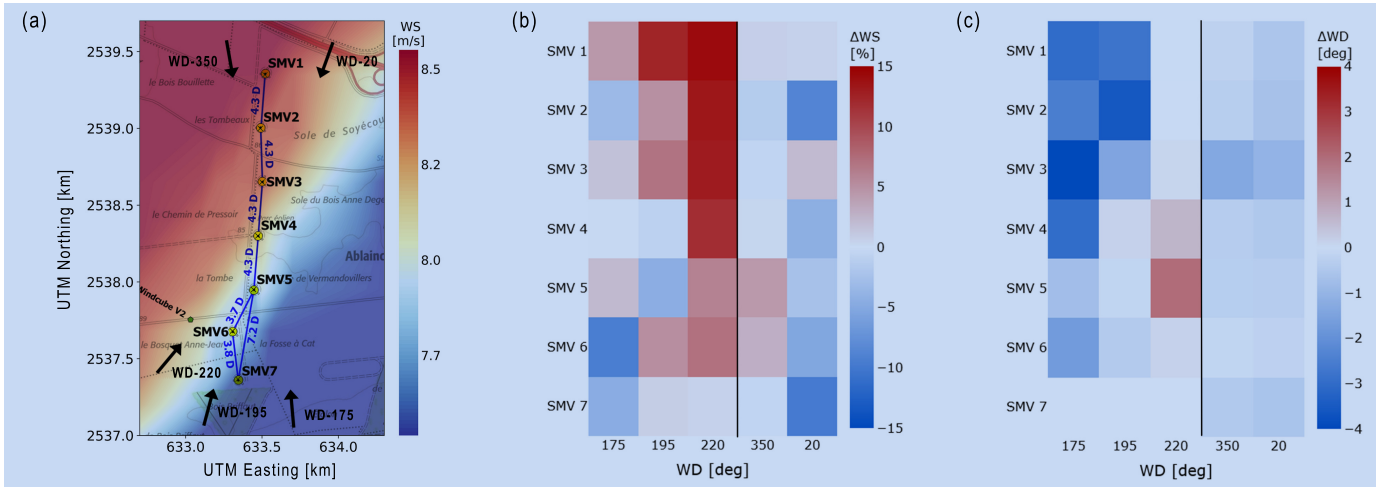 (a)
WS
[m/s]
2539.5
2539.0
2538.5
2538.0
2537.5
2537.0
UTM Northing [km]
633.0
633.5
634.0
UTM Easting [km]
WD-350
WD-20
le Bois Bouillette
SMV1
4.3 D
les Tombeaux
SMV2
Sole de Soyécou
4.3 D
SMV3
Sole du Bois Anne Dege
le Chemin de Pressoir
4.3 D
SMV4
Ablainc
4.3 D
la Tombe
SMV5
de Vermandovillers
Windcube V2
3.7 D
7.2 D
SMV6
le Bosquet Anne-Jean
3.8 D
la Fosse à Cat
WD-220
SMV7
WD-195
WD-175
8.5
8.2
8.0
7.7
(b)
SMV 1
SMV 2
SMV 3
SMV 4
SMV 5
SMV 6
SMV 7
175
195
220
350
20
WD [deg]
ΔWS
[%]
15
10
5
0
−5
−10
−15
(c)
SMV 1
SMV 2
SMV 3
SMV 4
SMV 5
SMV 6
SMV 7
175
195
220
350
20
WD [deg]
ΔWD
[deg]
4
3
2
1
0
−1
−2
−3
−4